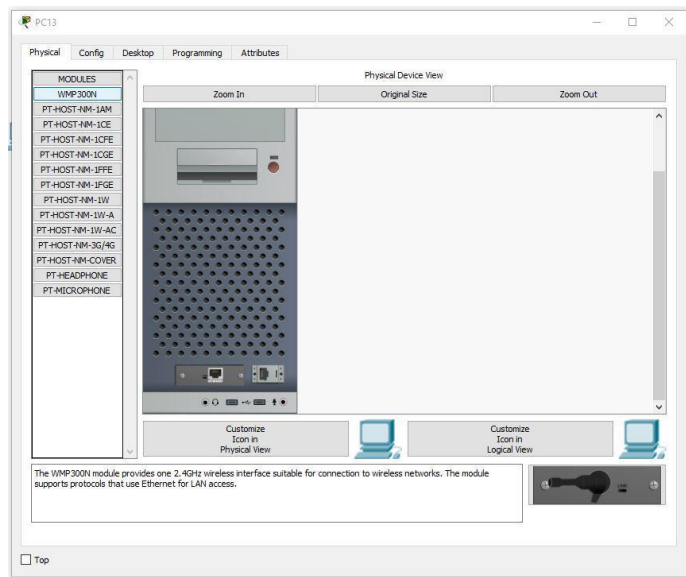 PC13
Physical Config Desktop Programming Attributes
MODULES
WMP300N
PT-HOST-NM-1AM
PT-HOST-NM-1CE
PT-HOST-NM-1CFE
PT-HOST-NM-1CGE
PT-HOST-NM-1FFE
PT-HOST-NM-1FGE
PT-HOST-NM-1W
PT-HOST-NM-1W-A
PT-HOST-NM-1W-AC
PT-HOST-NM-3G/4G
PT-HOST-NM-COVER
PT-HEADPHONE
PT-MICROPHONE
Physical Device View
Zoom In Original Size Zoom Out
Customize
Icon in
Physical View
Customize
Icon in
Logical View
The WMP300N module provides one 2.4GHz wireless interface suitable for connection to wireless networks. The module
supports protocols that use Ethernet for LAN access.
Top